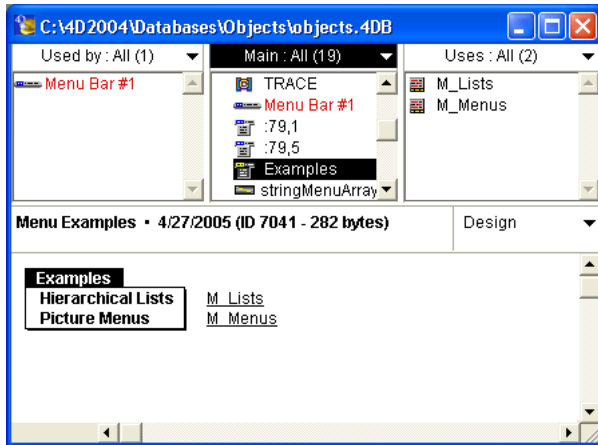 C:\4D2004\Databases\Objects\objects.4DB
Used by : All (1)
Main : All (19)
Uses : All (2)
Menu Bar #1
TRACE
Menu Bar #1
:79,1
:79,5
Examples
stringMenuArray
M_Lists
M_Menus
Menu Examples • 4/27/2005 (ID 7041 - 282 bytes)
Design
Examples
Hierarchical Lists M_Lists
Picture Menus M_Menus